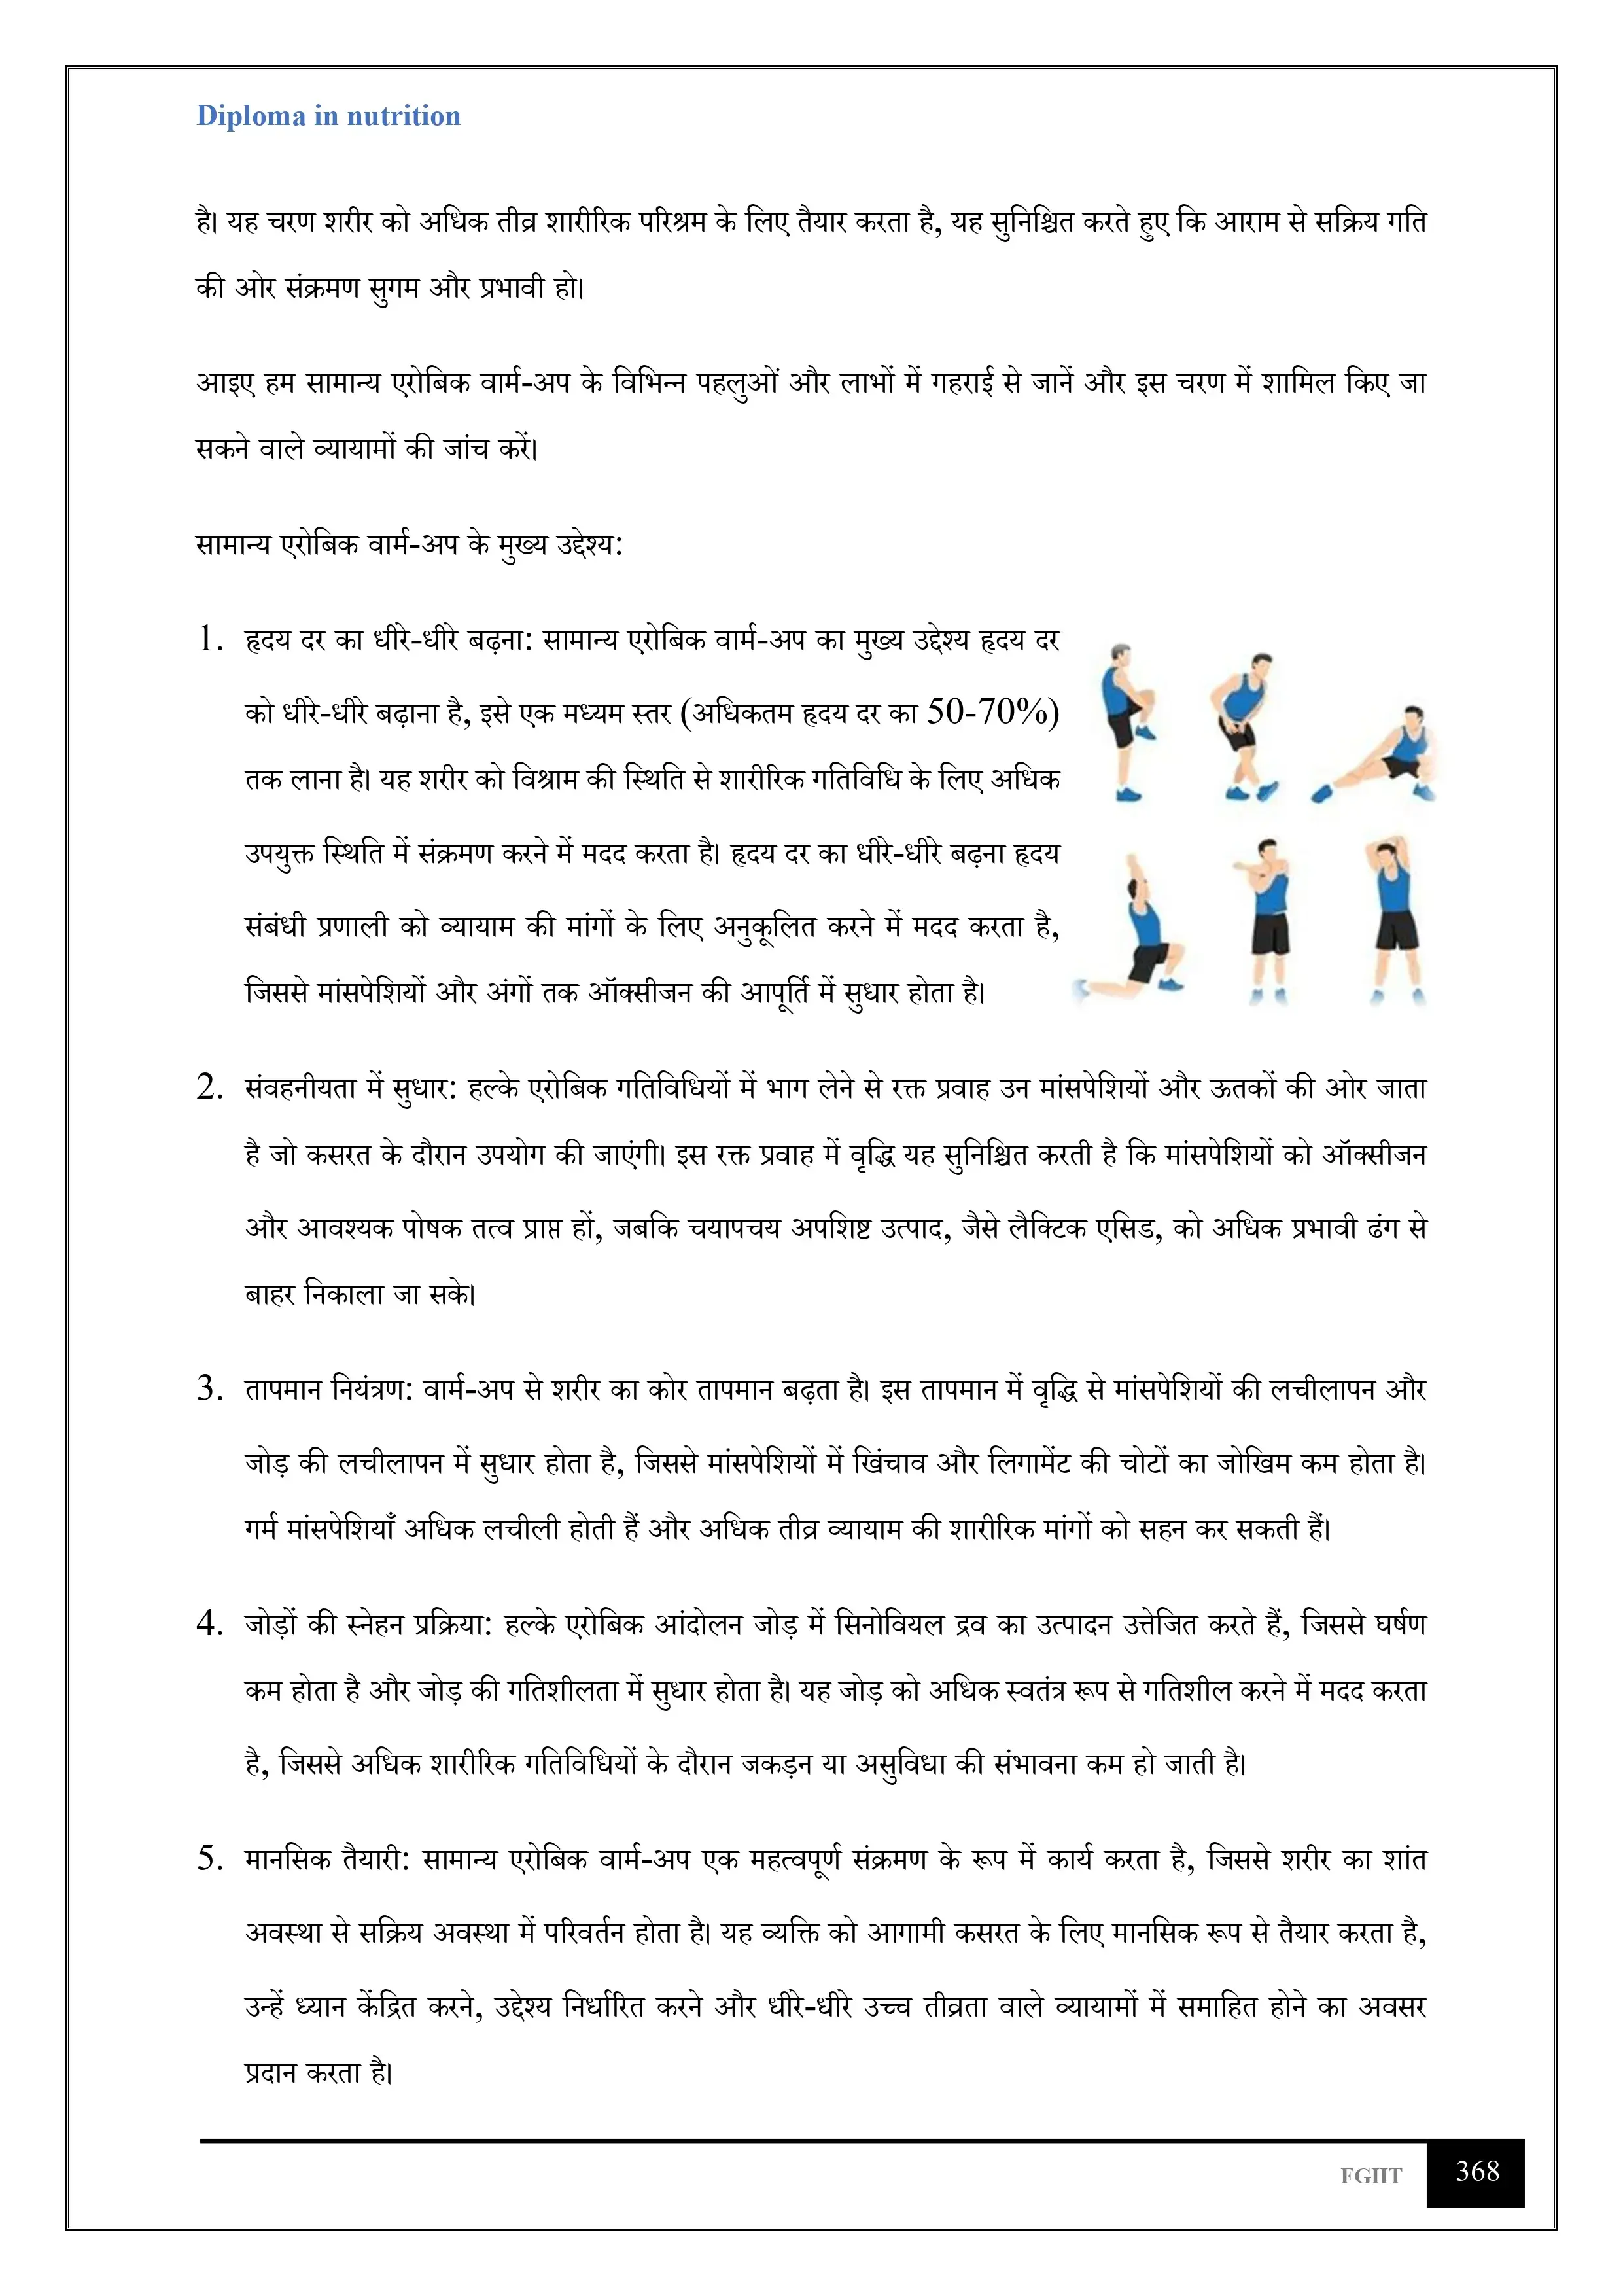 Diploma in nutrition
है। यह चरण शरीर को अधिक तीव्र शारीरिक परिश्रम के लिए तैयार करता है, यह सुनिश्चित करते हुए कि आराम से सक्रिय गति
की ओर संक्रमण सुगम और प्रभावी हो।
आइए हम सामान्य एरोबिक वार्म-अप के विभिन्न पहलुओं और लाभों में गहराई से जानें और इस चरण में शामिल किए जा
सकने वाले व्यायामों की जांच करें।
सामान्य एरोबिक वार्म-अप के मुख्य उद्देश्य:
1. हृदय दर का धीरे-धीरे बढ़ना: सामान्य एरोबिक वार्म-अप का मुख्य उद्देश्य हृदय दर
को धीरे-धीरे बढ़ाना है, इसे एक मध्यम स्तर (अधिकतम हृदय दर का 50-70%)
तक लाना है। यह शरीर को विश्राम की स्थिति से शारीरिक गतिविधि के लिए अधिक
उपयुक्त स्थिति में संक्रमण करने में मदद करता है। हृदय दर का धीरे-धीरे बढ़ना हृदय
संबंधी प्रणाली को व्यायाम की मांगों के लिए अनुकूलित करने में मदद करता है,
जिससे मांसपेशियों और अंगों तक ऑक्सीजन की आपूर्ति में सुधार होता है।
2. संवहनीयता में सुधार: हल्के एरोबिक गतिविधियों में भाग लेने से रक्त प्रवाह उन मांसपेशियों और ऊतकों की ओर जाता
है जो कसरत के दौरान उपयोग की जाएंगी। इस रक्त प्रवाह में वृद्धि यह सुनिश्चित करती है कि मांसपेशियों को ऑक्सीजन
और आवश्यक पोषक तत्व प्राप्त हों, जबकि चयापचय अपशिष्ट उत्पाद, जैसे लैक्टिक एसिड, को अधिक प्रभावी ढंग से
बाहर निकाला जा सके।
3. तापमान नियंत्रण: वार्म-अप से शरीर का कोर तापमान बढ़ता है। इस तापमान में वृद्धि से मांसपेशियों की लचीलापन और
जोड़ की लचीलापन में सुधार होता है, जिससे मांसपेशियों में खिंचाव और लिगामेंट की चोटों का जोखिम कम होता है।
गर्म मांसपेशियाँ अधिक लचीली होती हैं और अधिक तीव्र व्यायाम की शारीरिक मांगों को सहन कर सकती हैं।
4. जोड़ों की स्नेहन प्रक्रिया: हल्के एरोबिक आंदोलन जोड़ में सिनोवियल द्रव का उत्पादन उत्तेजित करते हैं, जिससे घर्षण
कम होता है और जोड़ की गतिशीलता में सुधार होता है। यह जोड़ को अधिक स्वतंत्र रूप से गतिशील करने में मदद करता
है, जिससे अधिक शारीरिक गतिविधियों के दौरान जकड़न या असुविधा की संभावना कम हो जाती है।
5. मानसिक तैयारी: सामान्य एरोबिक वार्म-अप एक महत्वपूर्ण संक्रमण के रूप में कार्य करता है, जिससे शरीर का शांत
अवस्था से सक्रिय अवस्था में परिवर्तन होता है। यह व्यक्ति को आगामी कसरत के लिए मानसिक रूप से तैयार करता है,
उन्हें ध्यान केंद्रित करने, उद्देश्य निर्धारित करने और धीरे-धीरे उच्च तीव्रता वाले व्यायामों में समाहित होने का अवसर
प्रदान करता है।
FGIIT 368